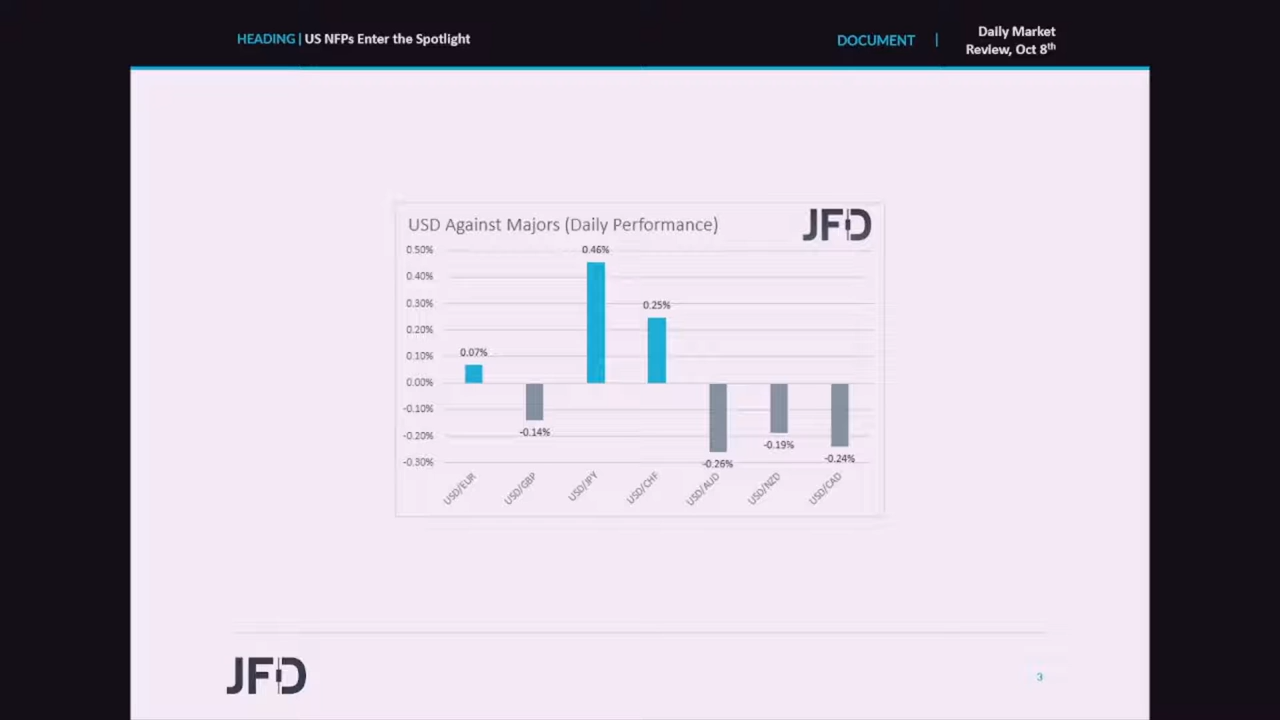 HEADING | US NFPs Enter the Spotlight
DOCUMENT |
Daily Market
Review, Oct 8th
USD Against Majors (Daily Performance)
JFD
0.50%
0.40%
0.30%
0.20%
0.10%
0.00%
-0.10%
-0.20%
-0.30%
0.07%
-0.14%
0.46%
0.25%
-0.26%
-0.19%
-0.24%
USD/EUR
USD/GBP
USD/JPY
USD/CHF
USD/AUD
USD/NZD
USD/CAD
JFD
3